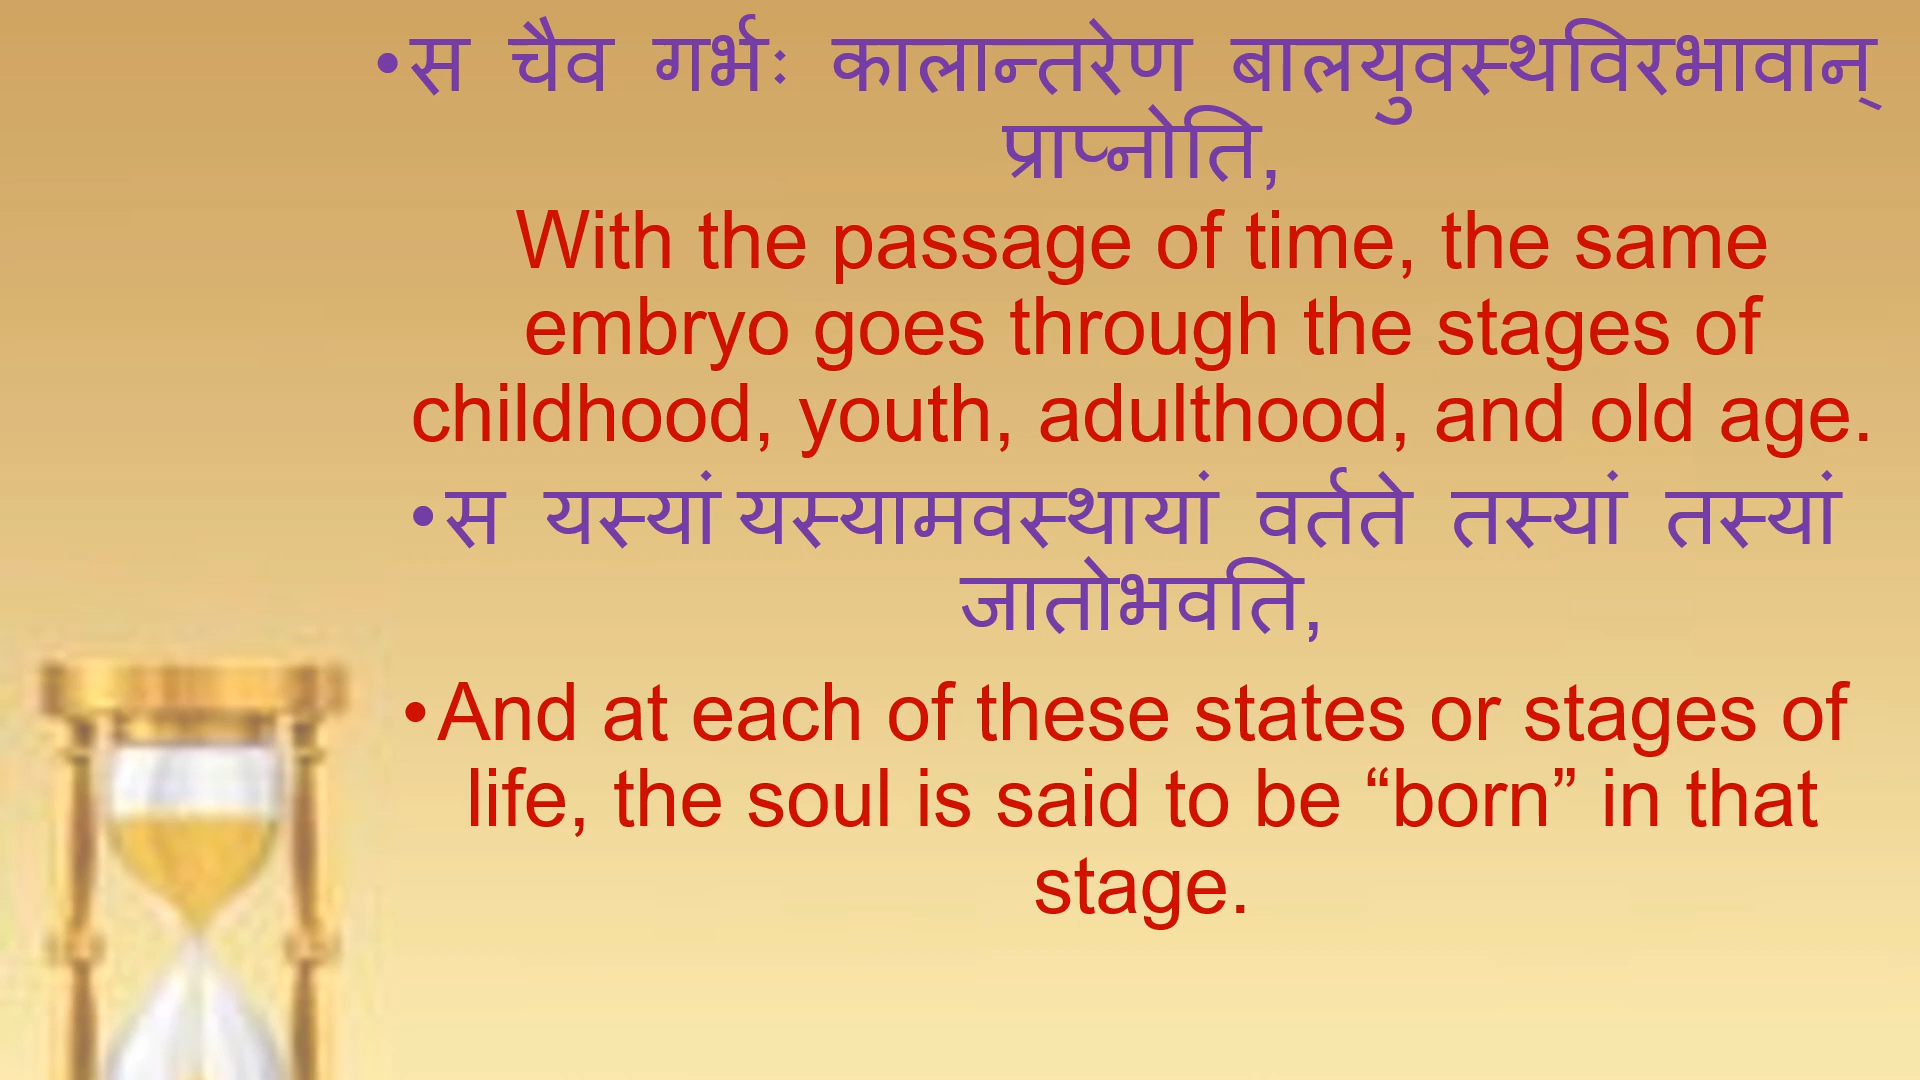 •स चैव गर्भः कालान्तरेण बालयुवस्थविरभावान्
प्राप्नोति,
With the passage of time, the same
embryo goes through the stages of
childhood, youth, adulthood, and old age.
•स यस्यां यस्यामवस्थायां वर्तते तस्यां तस्यां
जातोभवति,
•And at each of these states or stages of
life, the soul is said to be “born” in that
stage.